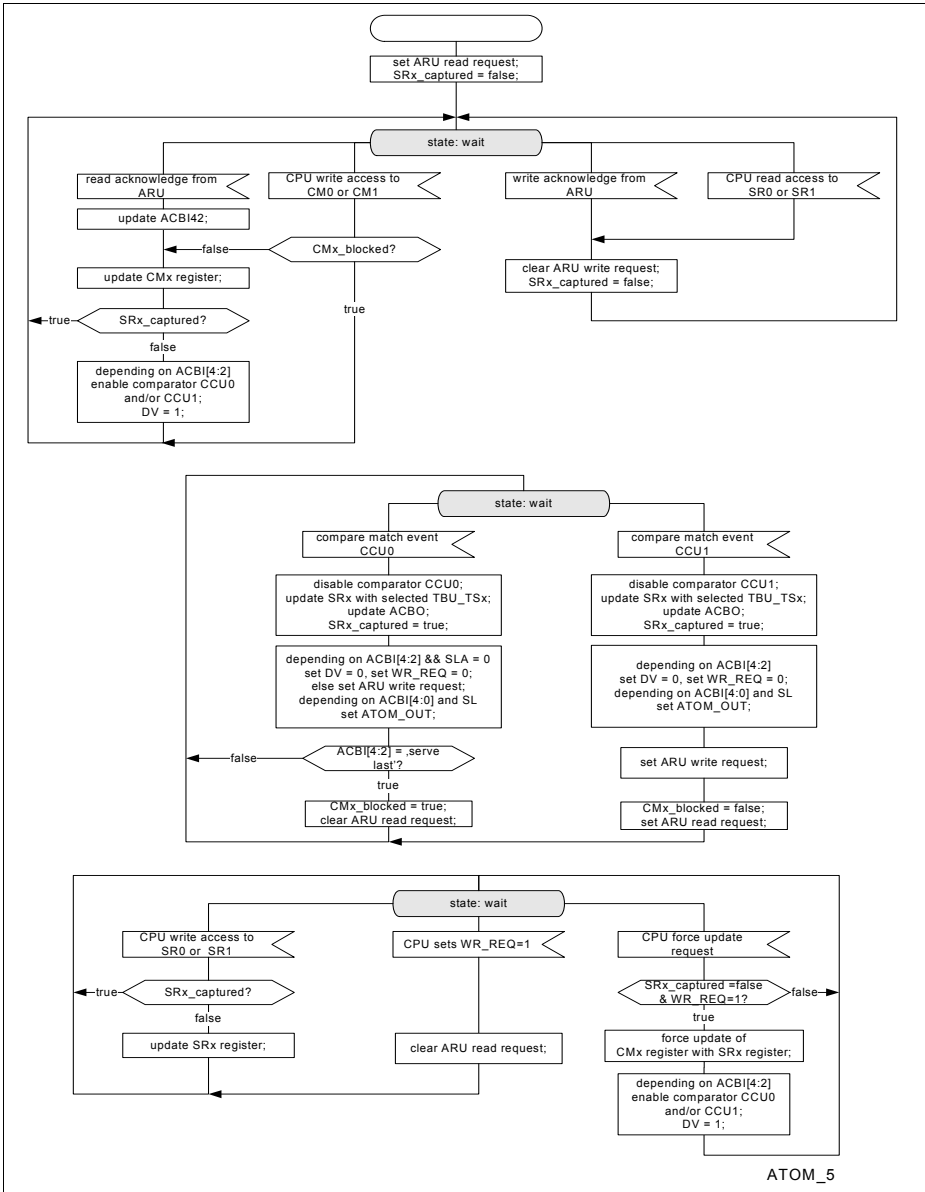 set ARU read request;
SRx_captured = false;
state: wait
read acknowledge from
ARU
CPU write access to
CM0 or CM1
write acknowledge from
ARU
CPU read access to
SR0 or SR1
update ACBI42;
false
CMx_blocked?
update CMx register;
clear ARU write request;
SRx_captured = false;
true
SRx_captured?
true
false
depending on ACBI[4:2]
enable comparator CCU0
and/or CCU1;
DV = 1;
state: wait
compare match event
CCU0
compare match event
CCU1
disable comparator CCU0;
update SRx with selected TBU_TSx;
update ACBO;
SRx_captured = true;
disable comparator CCU1;
update SRx with selected TBU_TSx;
update ACBO;
SRx_captured = true;
depending on ACBI[4:2] && SLA = 0
set DV = 0, set WR_REQ = 0;
else set ARU write request;
depending on ACBI[4:0] and SL
set ATOM_OUT;
depending on ACBI[4:2]
set DV = 0, set WR_REQ = 0;
depending on ACBI[4:0] and SL
set ATOM_OUT;
false
ACBI[4:2] = ‚serve
last'?
set ARU write request;
true
CMx_blocked = true;
clear ARU read request;
CMx_blocked = false;
set ARU read request;
state: wait
CPU write access to
SR0 or SR1
CPU sets WR_REQ=1
CPU force update
request
true
SRx_captured?
SRx_captured =false
& WR_REQ=1?
false
false
true
update SRx register;
clear ARU read request;
force update of
CMx register with SRx register;
depending on ACBI[4:2]
enable comparator CCU0
and/or CCU1;
DV = 1;
ATOM_5